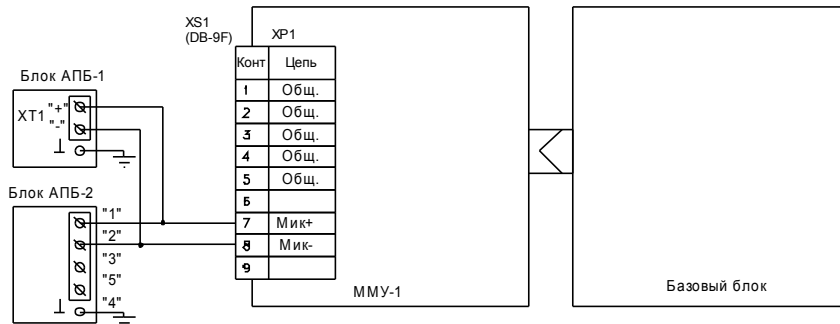 XS1
(DB-9F)
XP1
Конт Цепь
1 Общ.
2 Общ.
3 Общ.
4 Общ.
5 Общ.
6
7 Мик+
8 Мик-
9
Блок АПБ-1
XT1 "+"
"-"
Блок АПБ-2
"1"
"2"
"3"
"5"
"4"
ММУ-1
Базовый блок